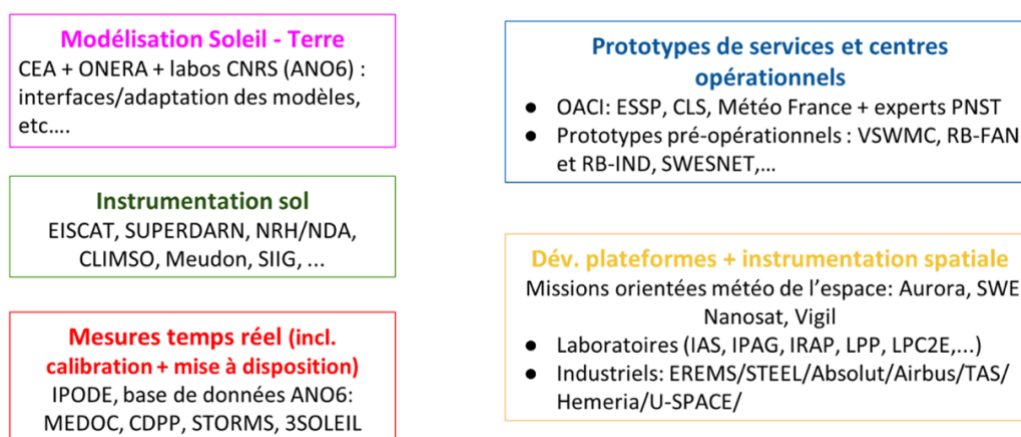 Modélisation Soleil - Terre
CEA + ONERA + labos CNRS (ANO6) :
interfaces/adaptation des modèles,
etc....
Instrumentation sol
EISCAT, SUPERDARN, NRH/NDA,
CLIMSO, Meudon, SIIG, ...
Mesures temps réel (incl.
calibration + mise à disposition)
IPODE, base de données ANO6:
MEDOC, CDPP, STORMS, 3SOLEIL
Prototypes de services et centres
opérationnels
● OACI: ESSP, CLS, Météo France + experts PNST
● Prototypes pré-opérationnels : VSWMC, RB-FAN
et RB-IND, SWESNET,...
Dév. plateformes + instrumentation spatiale
Missions orientées météo de l'espace: Aurora, SWE
Nanosat, Vigil
● Laboratoires (IAS, IPAG, IRAP, LPP, LPC2E,...)
● Industriels: EREMS/STEEL/Absolut/Airbus/TAS/
Hemeria/U-SPACE/